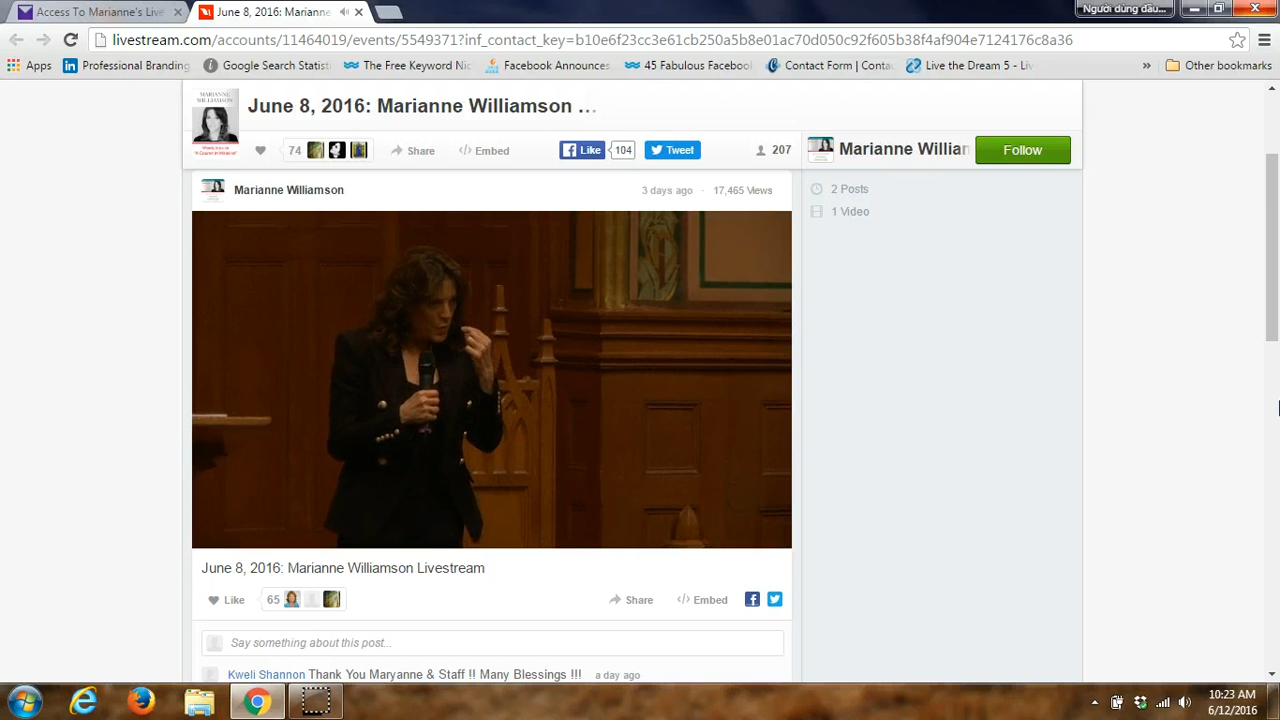 Access To Marianne's Live
June 8, 2016: Marianne
Người dùng đầu...
livestream.com/accounts/11464019/events/5549371?inf_contact_key=b10e6f23cc3e61cb250a5b8e01ac70d050c92f605b38f4af904e7124176c8a36
Apps Professional Branding Google Search Statisti The Free Keyword Nic Facebook Announces 45 Fabulous Facebook Contact Form | Conta Live the Dream 5 - Liv » Other bookmarks
MARIANNE WILLIAMSON
June 8, 2016: Marianne Williamson ...
74 Share Embed Like 104 Tweet 207
Marianne Willian Follow
Marianne Williamson 3 days ago · 17,465 Views
2 Posts
1 Video
June 8, 2016: Marianne Williamson Livestream
Like 65 Share Embed
Say something about this post...
Kweli Shannon Thank You Maryanne & Staff !! Many Blessings !!! a day ago
10:23 AM
6/12/2016